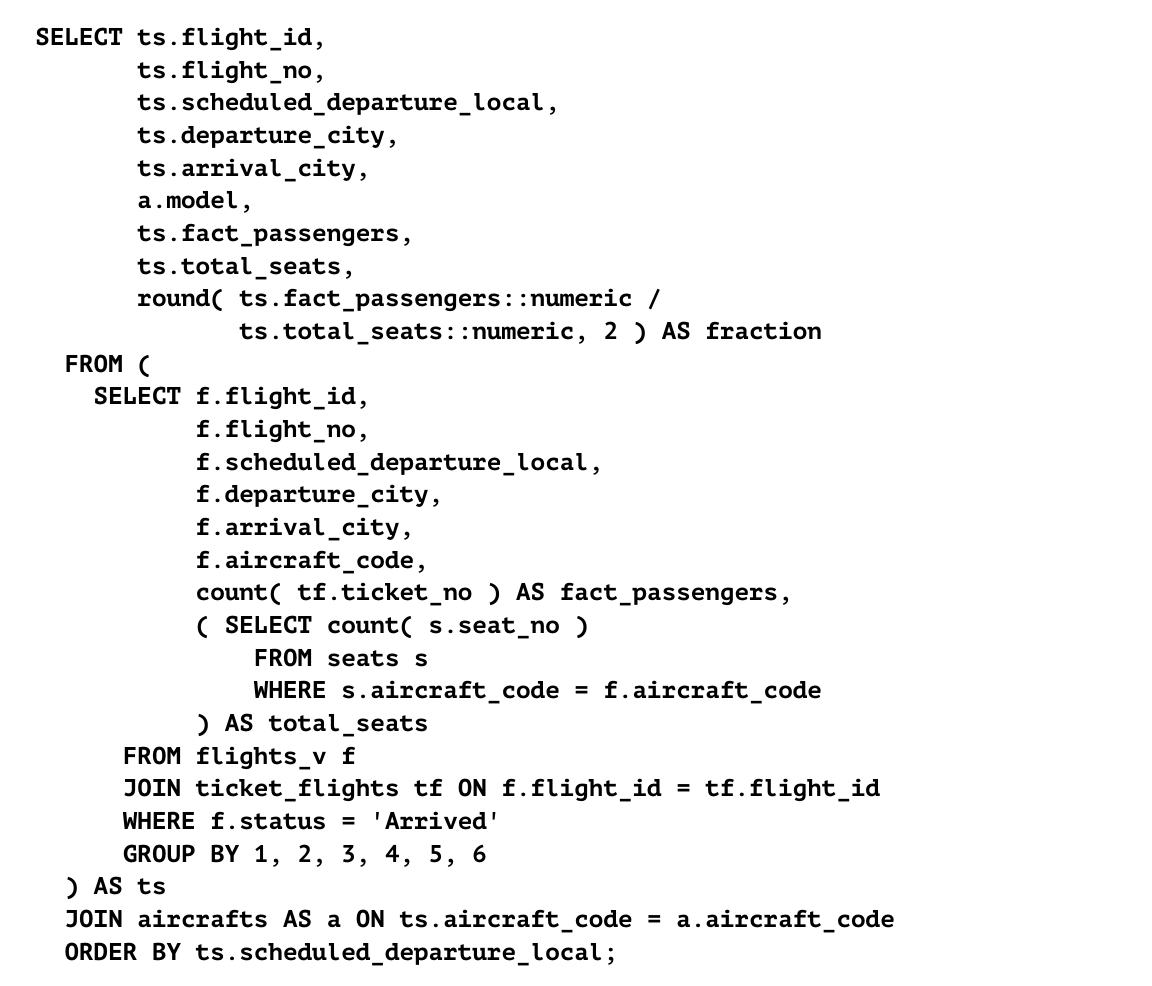 SELECT ts.flight_id,
       ts.flight_no,
       ts.scheduled_departure_local,
       ts.departure_city,
       ts.arrival_city,
       a.model,
       ts.fact_passengers,
       ts.total_seats,
       round( ts.fact_passengers::numeric /
              ts.total_seats::numeric, 2 ) AS fraction
  FROM (
    SELECT f.flight_id,
           f.flight_no,
           f.scheduled_departure_local,
           f.departure_city,
           f.arrival_city,
           f.aircraft_code,
           count( tf.ticket_no ) AS fact_passengers,
           ( SELECT count( s.seat_no )
               FROM seats s
               WHERE s.aircraft_code = f.aircraft_code
           ) AS total_seats
      FROM flights_v f
      JOIN ticket_flights tf ON f.flight_id = tf.flight_id
      WHERE f.status = 'Arrived'
      GROUP BY 1, 2, 3, 4, 5, 6
  ) AS ts
  JOIN aircrafts AS a ON ts.aircraft_code = a.aircraft_code
  ORDER BY ts.scheduled_departure_local;